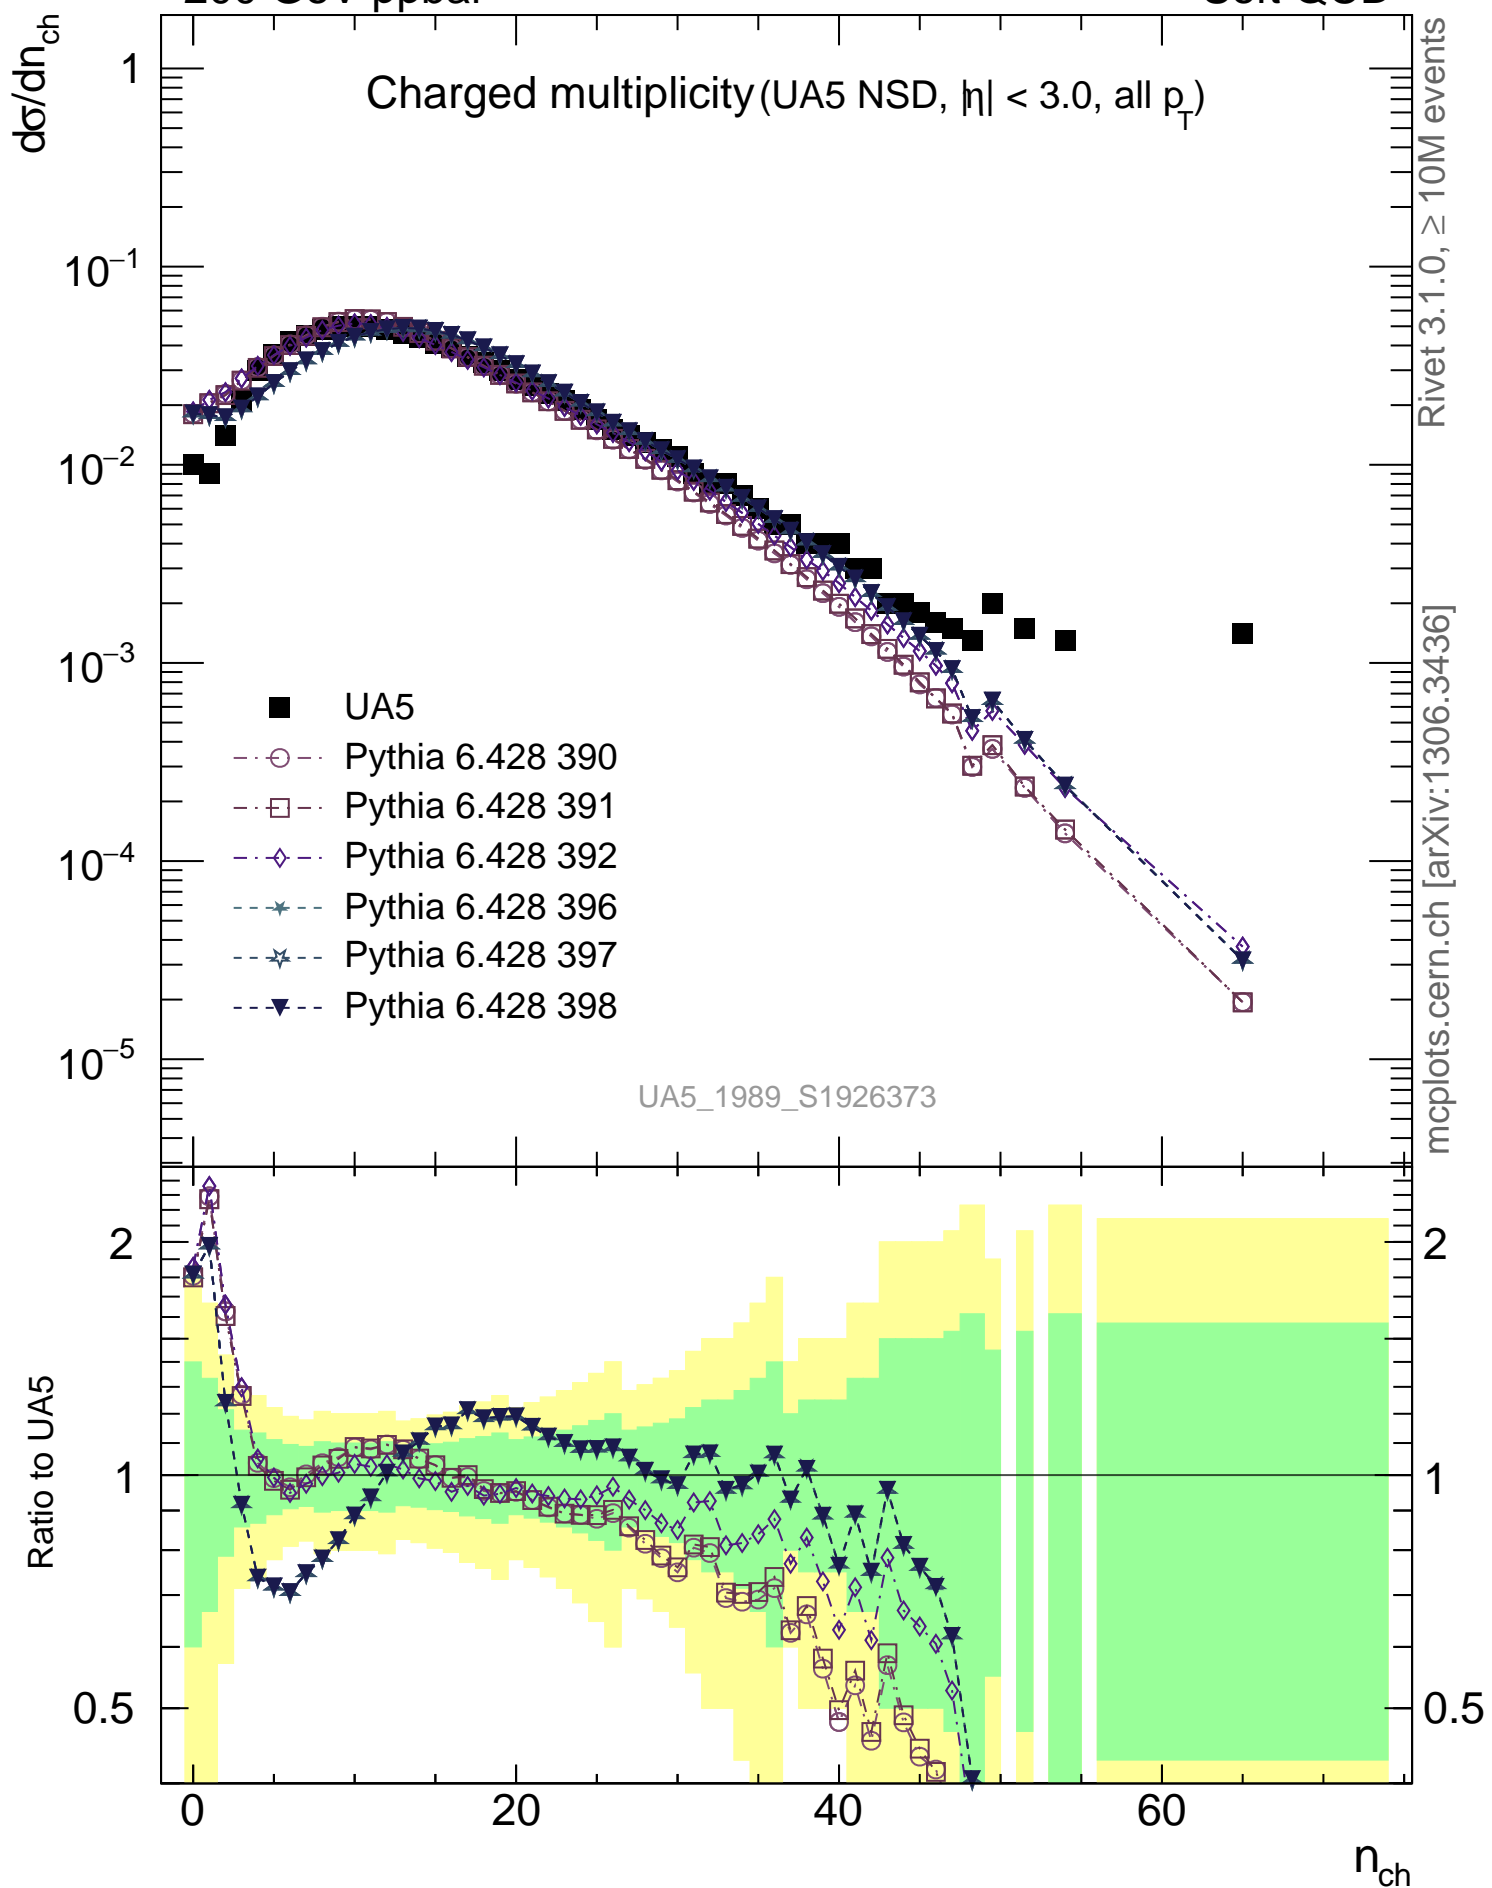 dσ/dn_ch
Charged multiplicity (UA5 NSD, |η| < 3.0, all p_T)
1
10^−1
10^−2
10^−3
10^−4
10^−5
UA5
Pythia 6.428 390
Pythia 6.428 391
Pythia 6.428 392
Pythia 6.428 396
Pythia 6.428 397
Pythia 6.428 398
UA5_1989_S1926373
Rivet 3.1.0, ≥ 10M events
mcplots.cern.ch [arXiv:1306.3436]
Ratio to UA5
2
1
0.5
2
1
0.5
0
20
40
60
n_ch